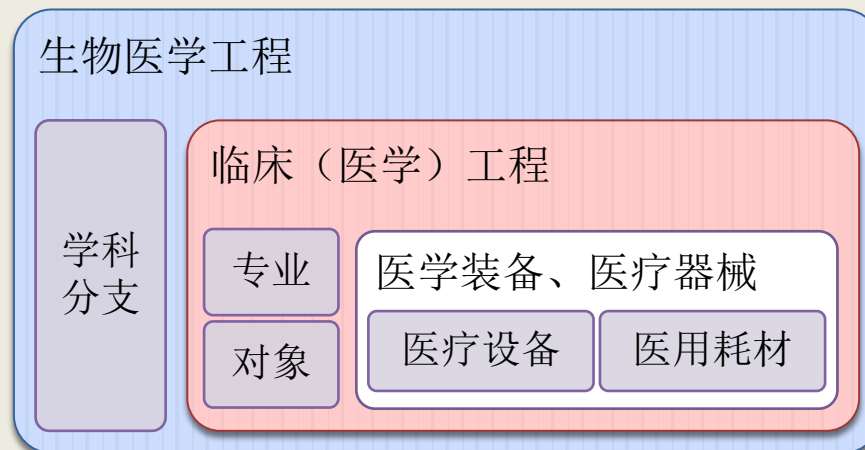 生物医学工程
学科
分支
临床（医学）工程
专业
对象
医学装备、医疗器械
医疗设备
医用耗材